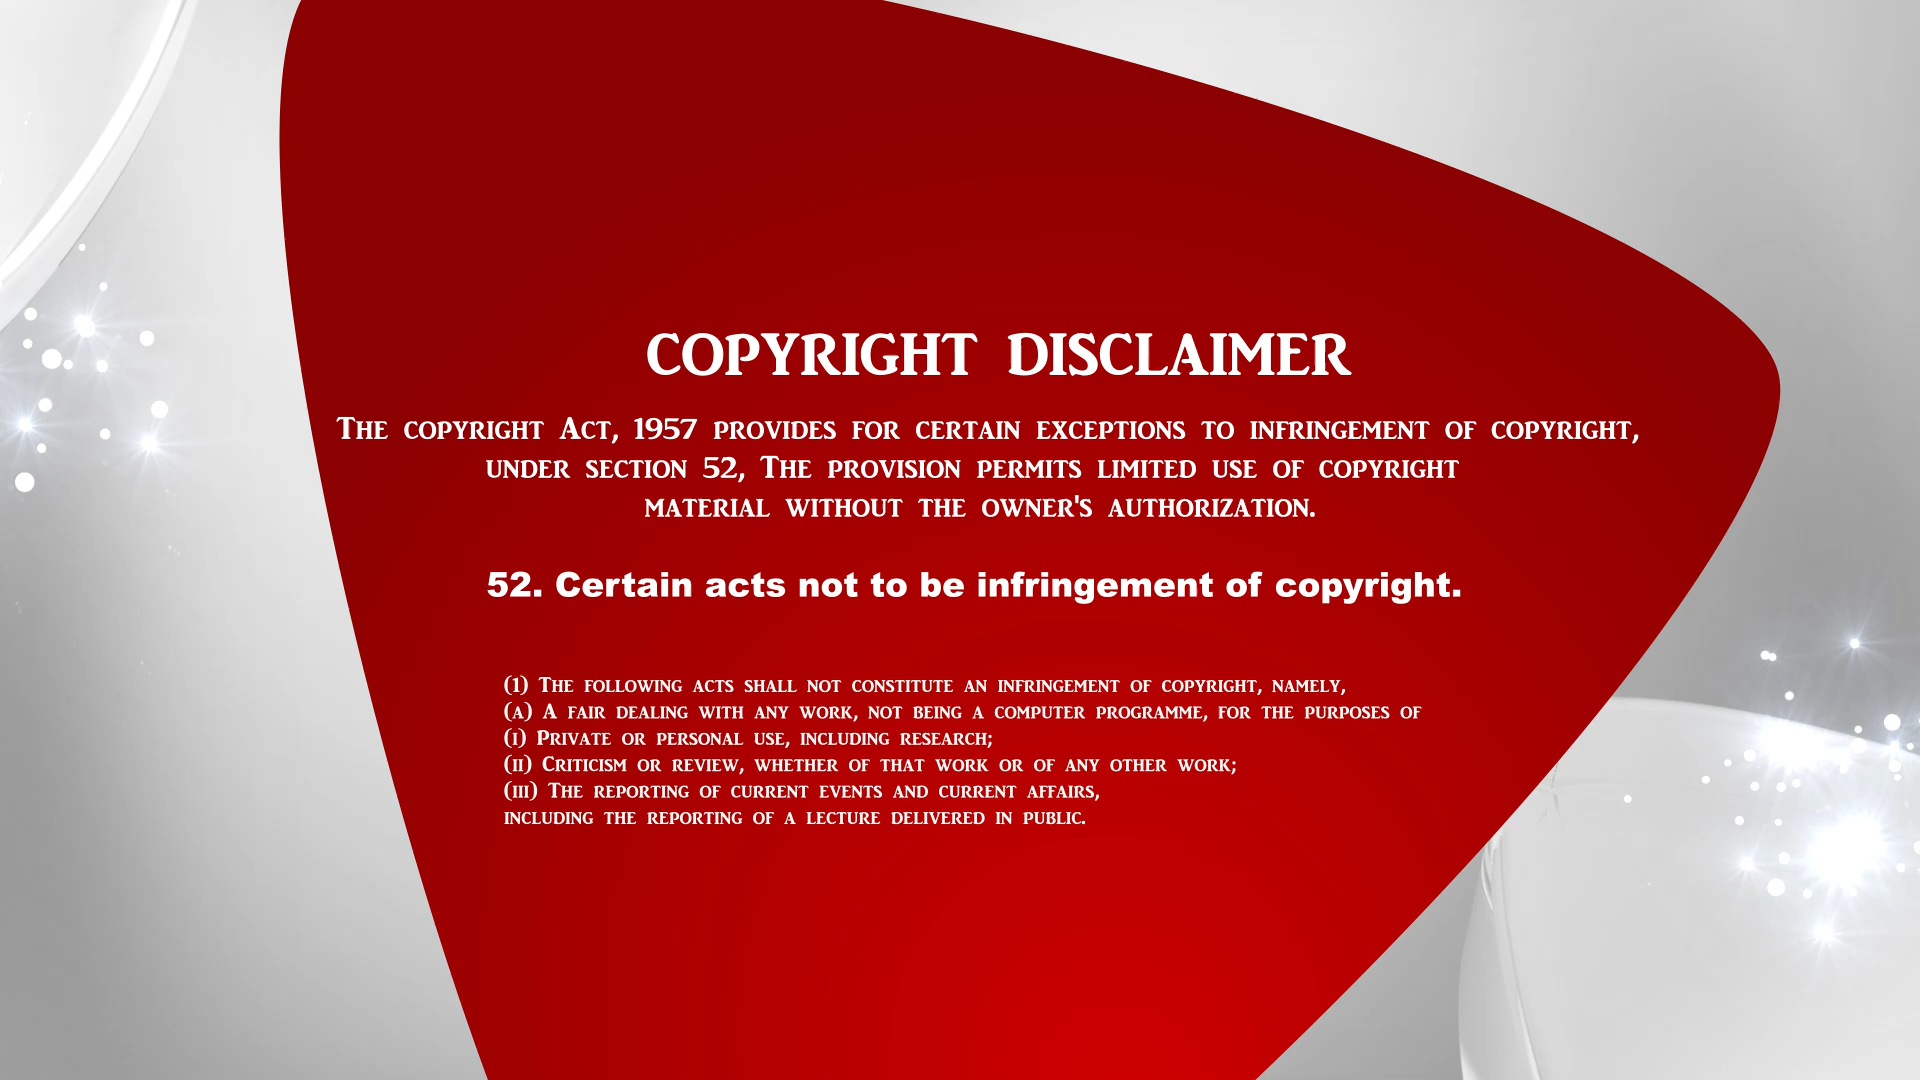 COPYRIGHT DISCLAIMER
The copyright Act, 1957 provides for certain exceptions to infringement of copyright,
under section 52, The provision permits limited use of copyright
material without the owner's authorization.
52. Certain acts not to be infringement of copyright.
(1) The following acts shall not constitute an infringement of copyright, namely,
(a) A fair dealing with any work, not being a computer programme, for the purposes of
(i) Private or personal use, including research;
(ii) Criticism or review, whether of that work or of any other work;
(iii) The reporting of current events and current affairs,
including the reporting of a lecture delivered in public.